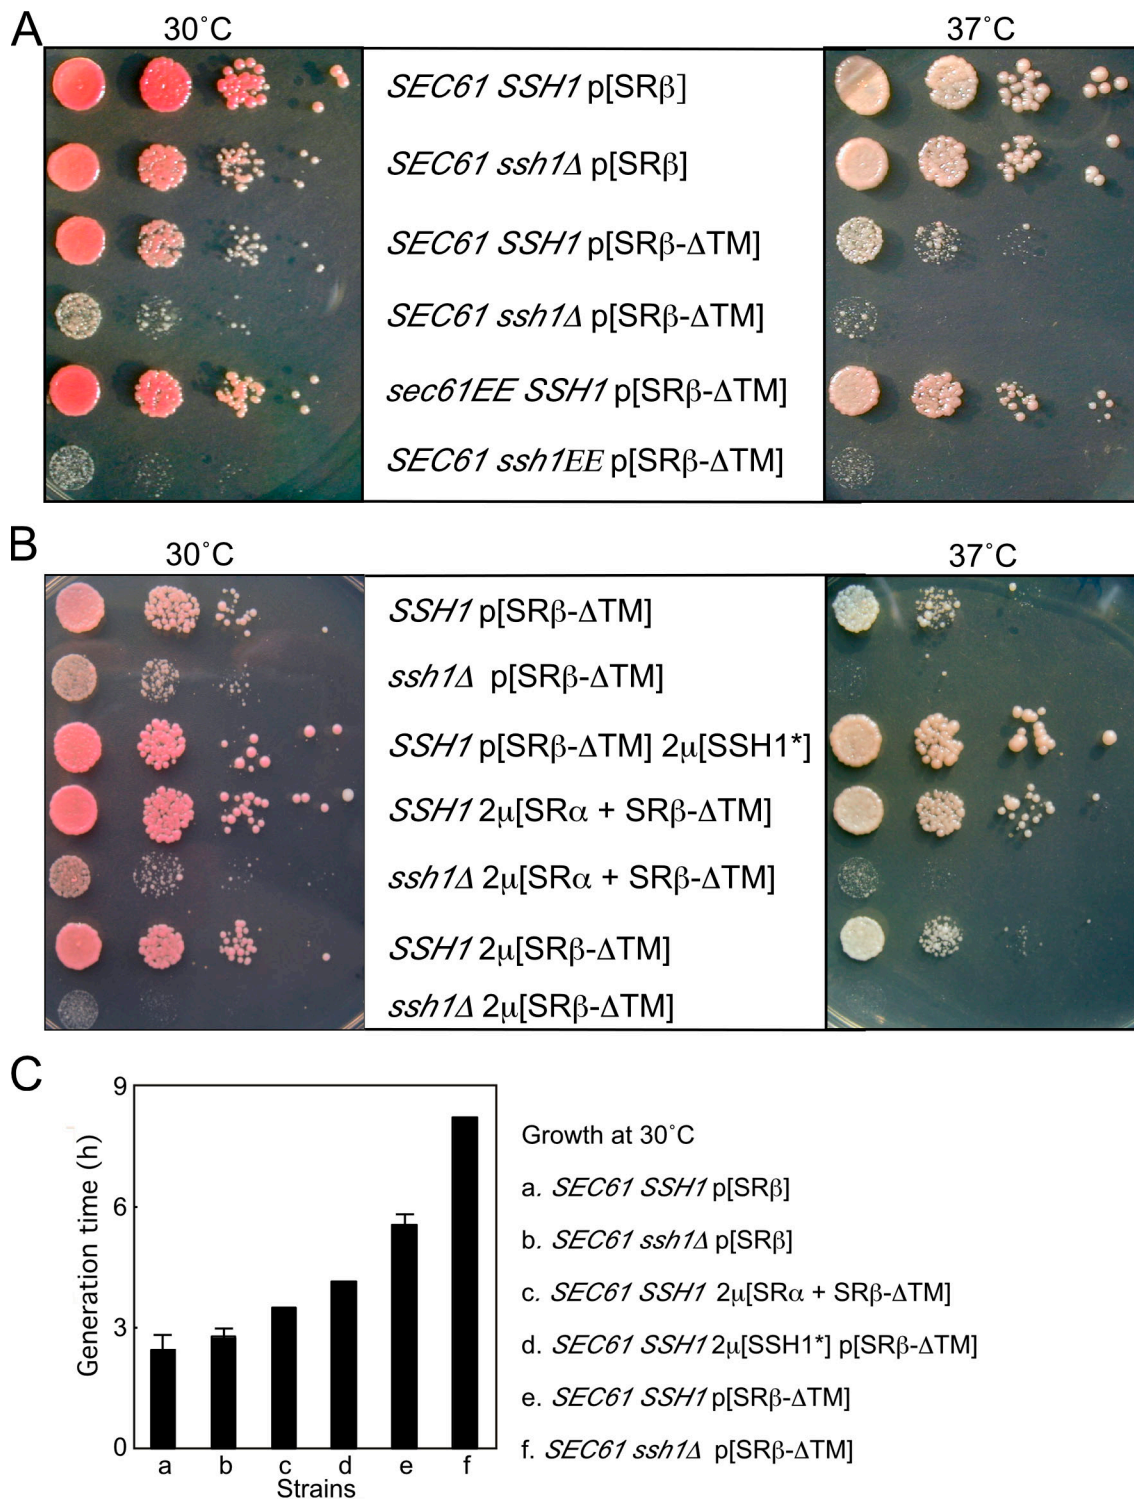 A
30˚C
37˚C
SEC61 SSH1 p[SRβ]
SEC61 ssh1Δ p[SRβ]
SEC61 SSH1 p[SRβ-ΔTM]
SEC61 ssh1Δ p[SRβ-ΔTM]
sec61EE SSH1 p[SRβ-ΔTM]
SEC61 ssh1EE p[SRβ-ΔTM]
B
30˚C
37˚C
SSH1 p[SRβ-ΔTM]
ssh1Δ p[SRβ-ΔTM]
SSH1 p[SRβ-ΔTM] 2μ[SSH1*]
SSH1 2μ[SRα + SRβ-ΔTM]
ssh1Δ 2μ[SRα + SRβ-ΔTM]
SSH1 2μ[SRβ-ΔTM]
ssh1Δ 2μ[SRβ-ΔTM]
C
Generation time (h)
9
6
3
0
a b c d e f
Strains
Growth at 30˚C
a. SEC61 SSH1 p[SRβ]
b. SEC61 ssh1Δ p[SRβ]
c. SEC61 SSH1 2μ[SRα + SRβ-ΔTM]
d. SEC61 SSH1 2μ[SSH1*] p[SRβ-ΔTM]
e. SEC61 SSH1 p[SRβ-ΔTM]
f. SEC61 ssh1Δ p[SRβ-ΔTM]